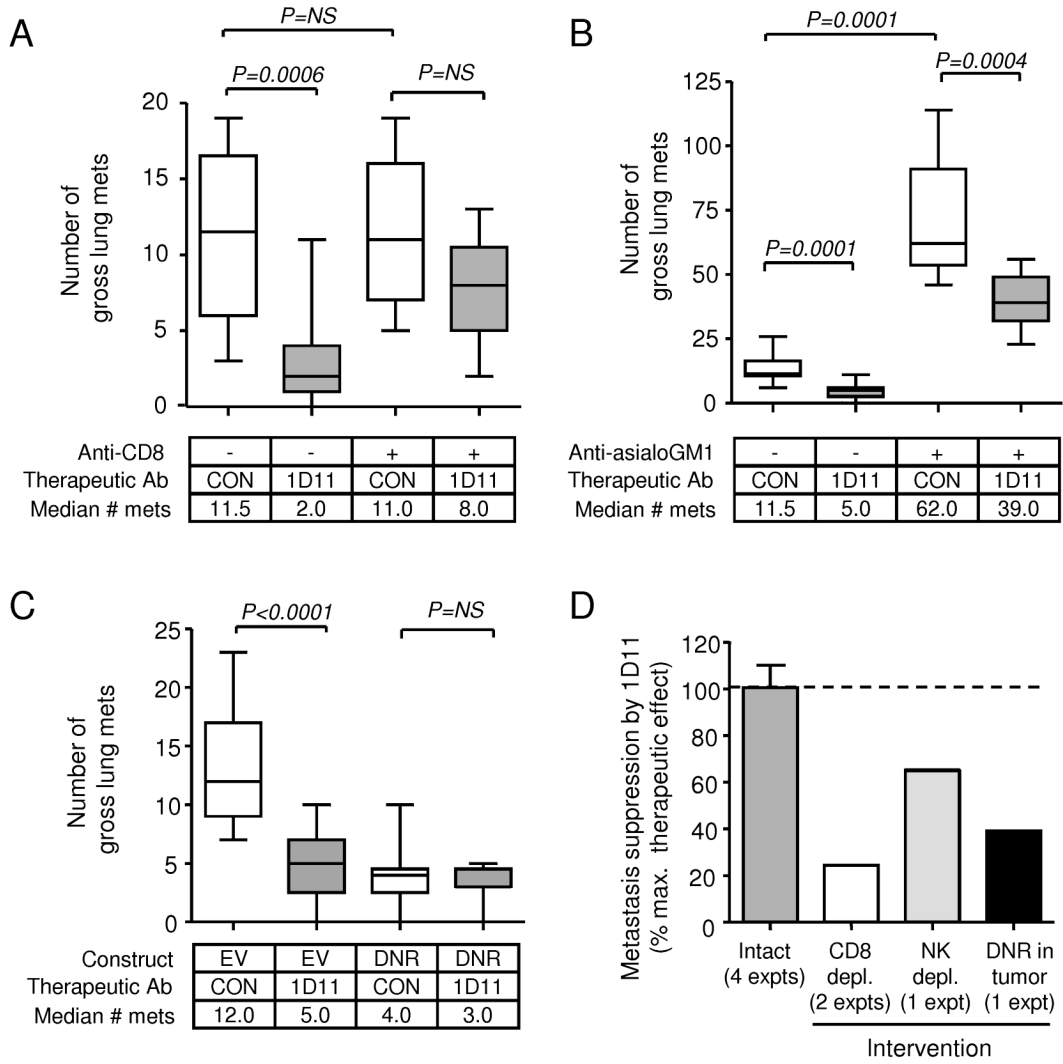 A
P=NS
P=0.0006
P=NS
Number of
gross lung mets
20
15
10
5
0
Anti-CD8 - - + +
Therapeutic Ab CON 1D11 CON 1D11
Median # mets 11.5 2.0 11.0 8.0
B
P=0.0001
P=0.0004
P=0.0001
Number of
gross lung mets
125
100
75
50
25
0
Anti-asialoGM1 - - + +
Therapeutic Ab CON 1D11 CON 1D11
Median # mets 11.5 5.0 62.0 39.0
C
P<0.0001
P=NS
Number of
gross lung mets
25
20
15
10
5
0
Construct EV EV DNR DNR
Therapeutic Ab CON 1D11 CON 1D11
Median # mets 12.0 5.0 4.0 3.0
D
Metastasis suppression by 1D11
(% max. therapeutic effect)
120
100
80
60
40
20
0
Intact CD8 NK DNR in
(4 expts) depl. depl. tumor
(2 expts) (1 expt) (1 expt)
Intervention